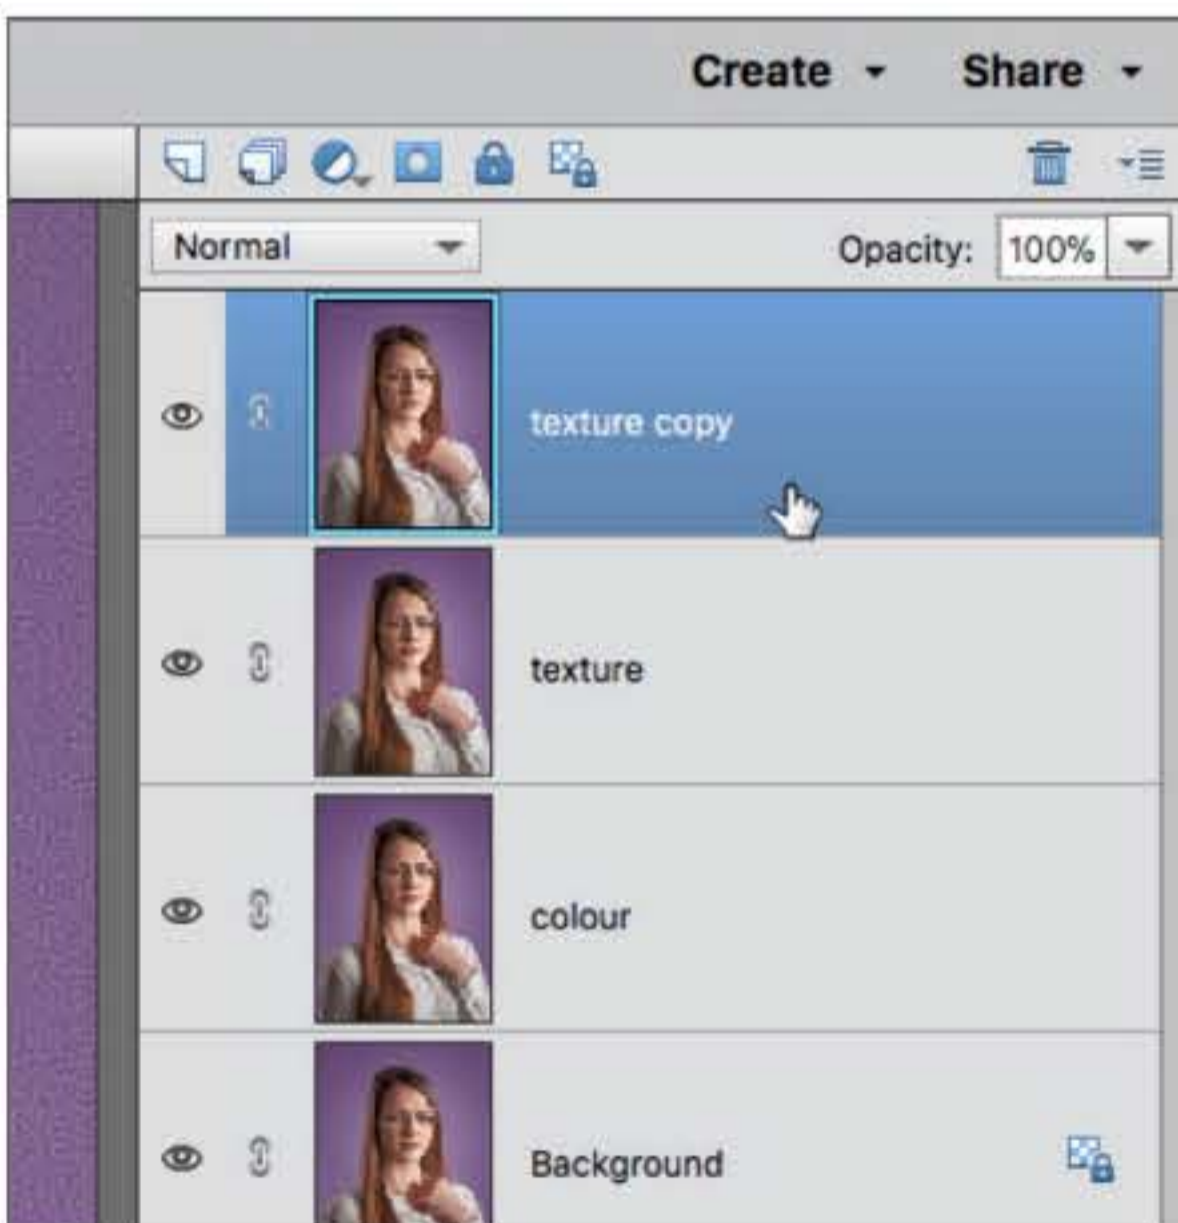 Create Share
Normal Opacity: 100%
texture copy
texture
colour
Background